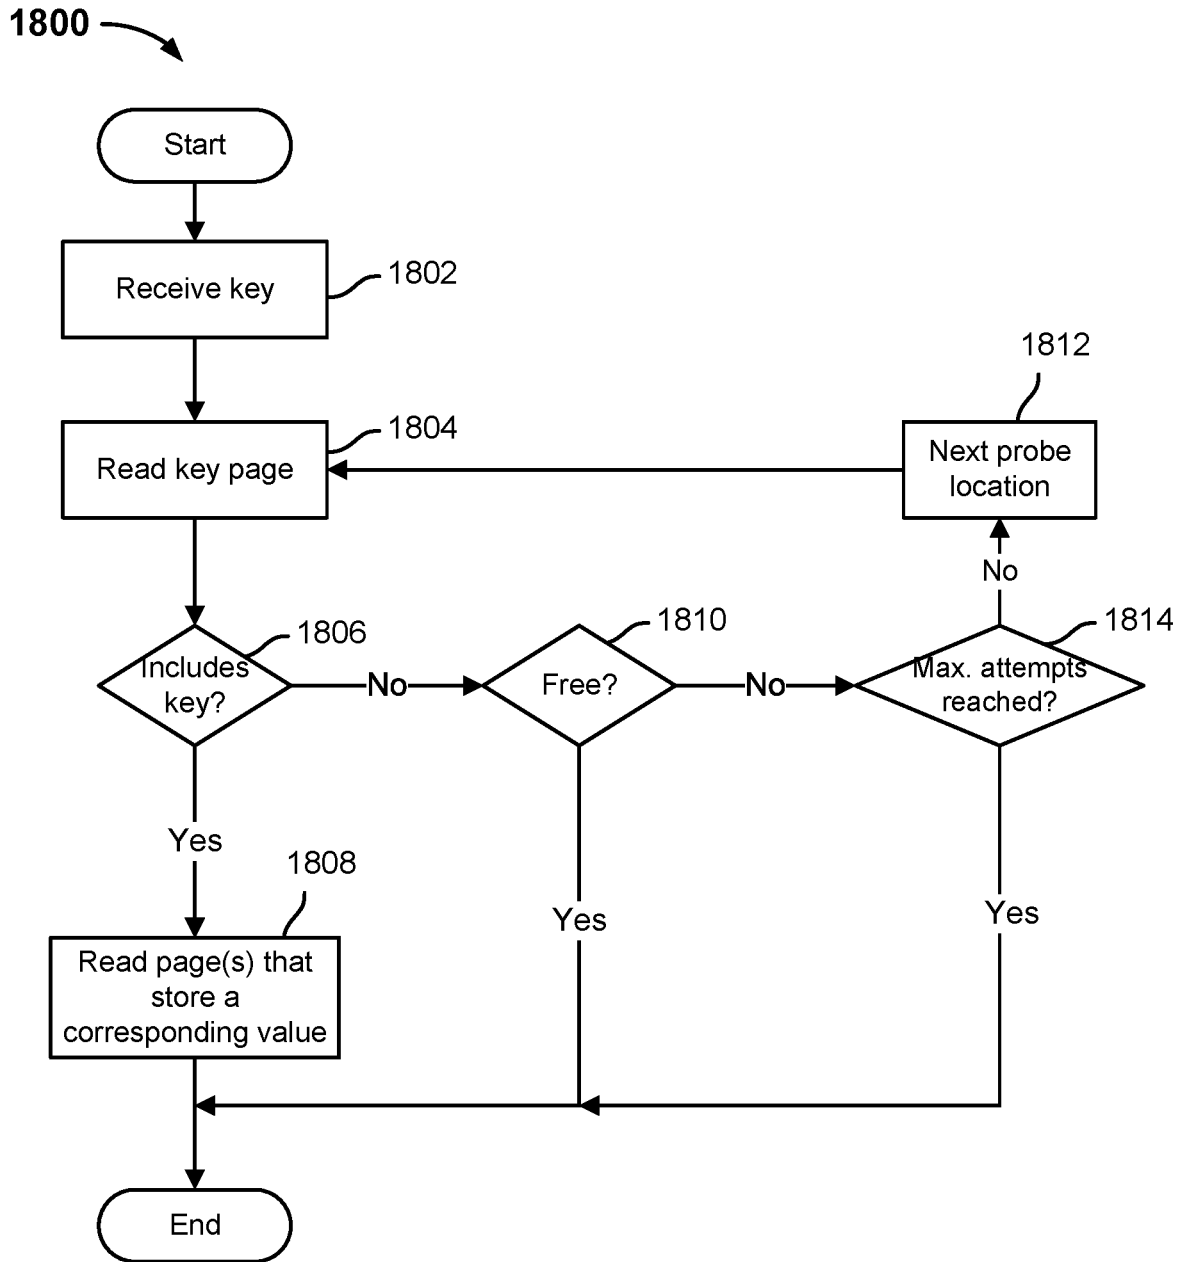 1800
Start
Receive key
1802
1812
Read key page
1804
Next probe
location
No
Includes
key?
1806
No
Free?
1810
No
Max. attempts
reached?
1814
Yes
1808
Read page(s) that
store a
corresponding value
Yes
Yes
End